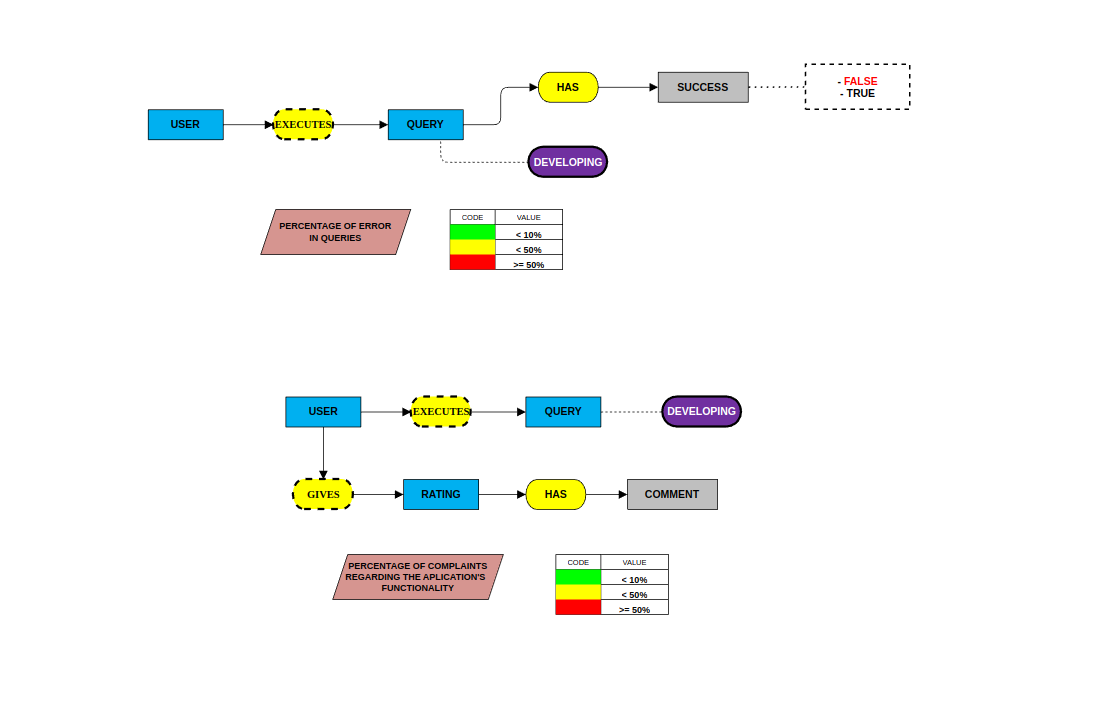 HAS
SUCCESS
- FALSE
- TRUE
USER
EXECUTES
QUERY
DEVELOPING
PERCENTAGE OF ERROR
IN QUERIES
CODE VALUE
< 10%
< 50%
>= 50%
USER
EXECUTES
QUERY
DEVELOPING
GIVES
RATING
HAS
COMMENT
PERCENTAGE OF COMPLAINTS
REGARDING THE APLICATION'S
FUNCTIONALITY
CODE VALUE
< 10%
< 50%
>= 50%